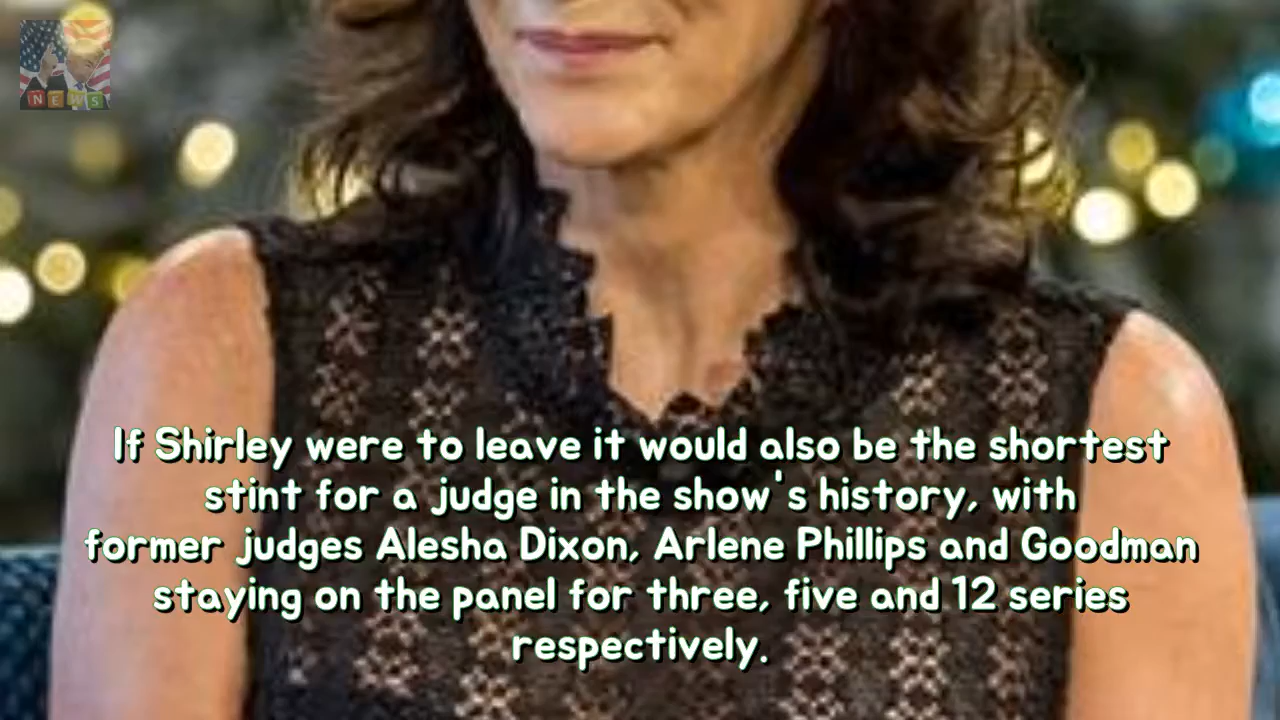 NEWS
If Shirley were to leave it would also be the shortest
stint for a judge in the show's history, with
former judges Alesha Dixon, Arlene Phillips and Goodman
staying on the panel for three, five and 12 series
respectively.